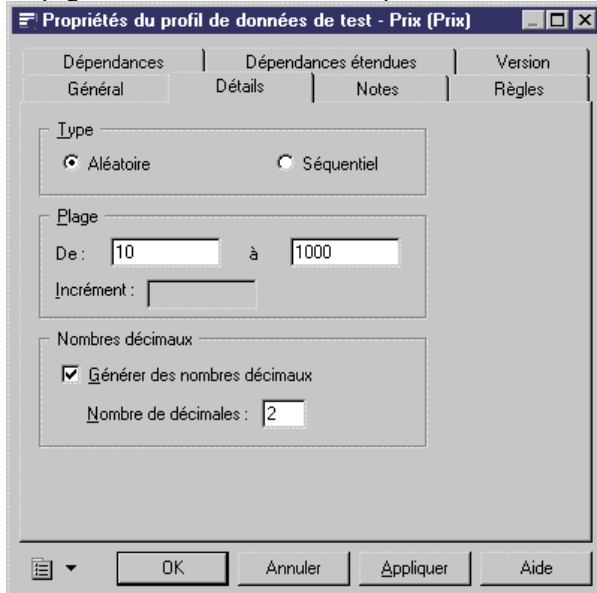 Propriétés du profil de données de test - Prix (Prix)
Dépendances Dépendances étendues Version
Général Détails Notes Règles
Type
Aléatoire Séquentiel
Plage
De : 10 à 1000
Incrément :
Nombres décimaux
Générer des nombres décimaux
Nombre de décimales : 2
OK Annuler Appliquer Aide